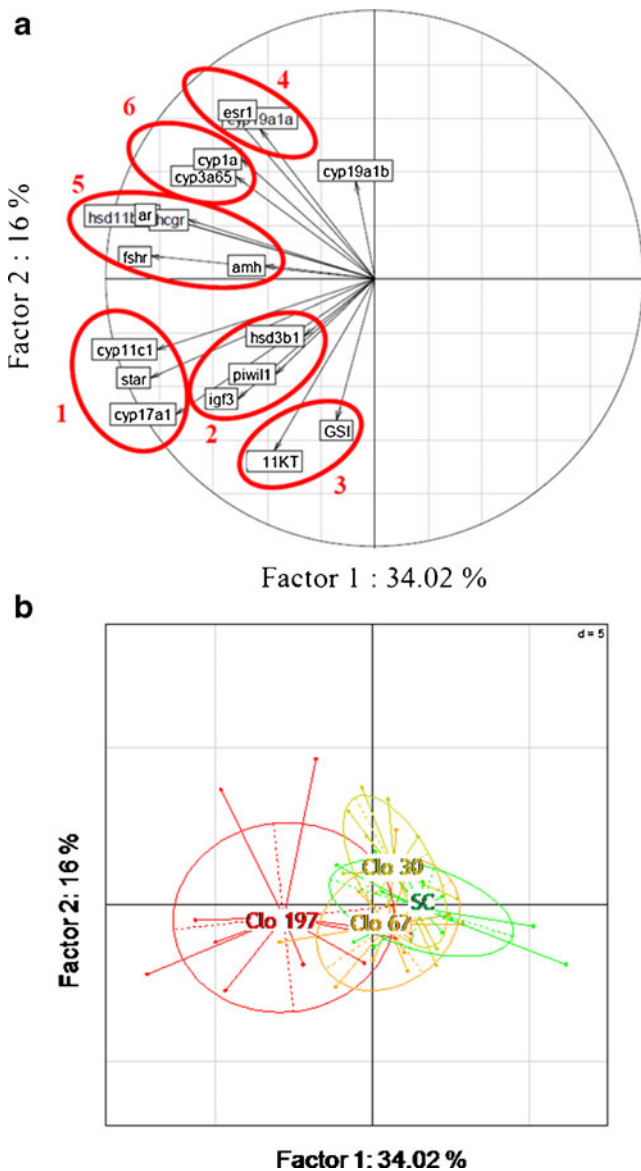 a
4
6
esr1
cyp19a1a
cyp1a
cyp3a65
cyp19a1b
5
ar
fshr
amh
Factor 2 : 16 %
hsd3b1
cyp11c1
piwil1
star
igf3
cyp17a1
GSI
1
2
11KT
3
Factor 1 : 34.02 %
b
d = 5
Clo 30
SC
Clo 197
Clo 67
Factor 2: 16 %
Factor 1: 34.02 %